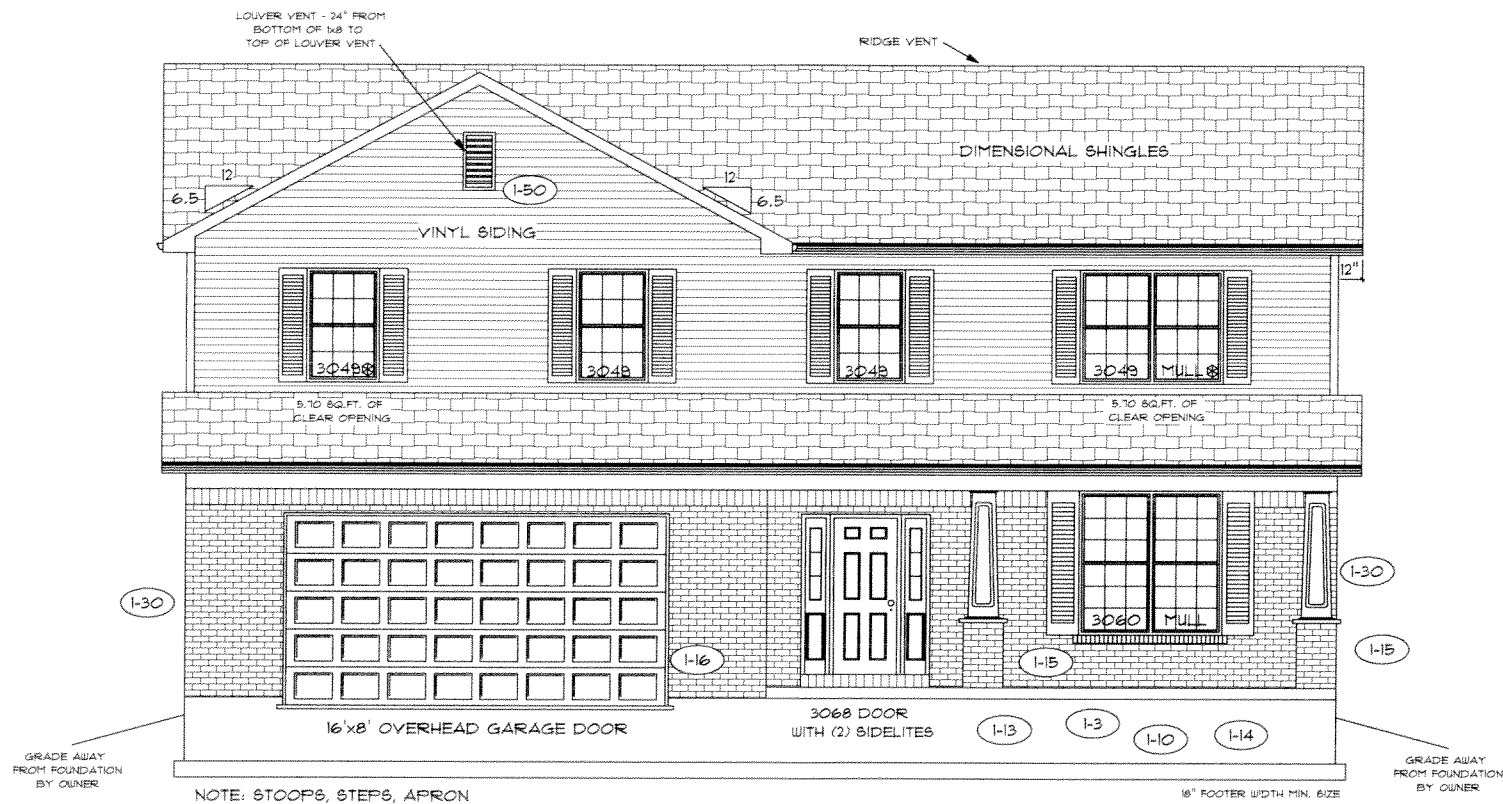 LOUVER VENT - 24" FROM
BOTTOM OF 1x8 TO
TOP OF LOUVER VENT
RIDGE VENT
DIMENSIONAL SHINGLES
12
6.5
12
6.5
1-50
VINYL SIDING
12"
3049
3049
3049
3049
MULL
5.70 SQ.FT. OF
CLEAR OPENING
5.70 SQ.FT. OF
CLEAR OPENING
1-30
1-30
3060
MULL
1-16
1-15
1-15
16'x8' OVERHEAD GARAGE DOOR
3068 DOOR
WITH (2) SIDELITES
1-13
1-3
1-10
1-14
GRADE AWAY
FROM FOUNDATION
BY OWNER
GRADE AWAY
FROM FOUNDATION
BY OWNER
NOTE: STOOPS, STEPS, APRON
18" FOOTER WIDTH MIN. SIZE